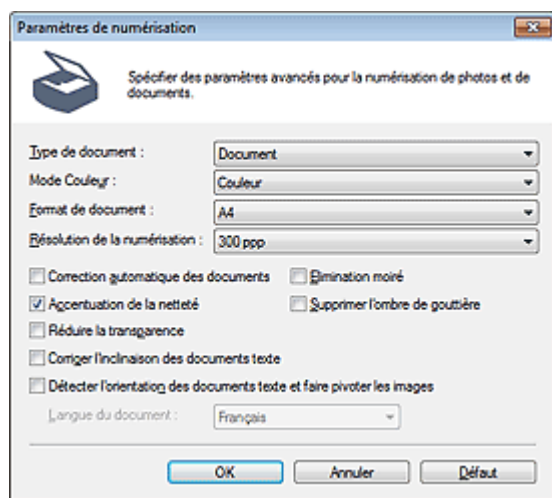 Paramètres de numérisation
Spécifier des paramètres avancés pour la numérisation de photos et de
documents.
Type de document :
Document
Mode Couleur :
Couleur
Format de document :
A4
Résolution de la numérisation :
300 ppp
Correction automatique des documents
Elimination moiré
Accentuation de la netteté
Supprimer l'ombre de gouttière
Réduire la transparence
Corriger l'inclinaison des documents texte
Détecter l'orientation des documents texte et faire pivoter les images
Langue du document :
Français
OK
Annuler
Défaut